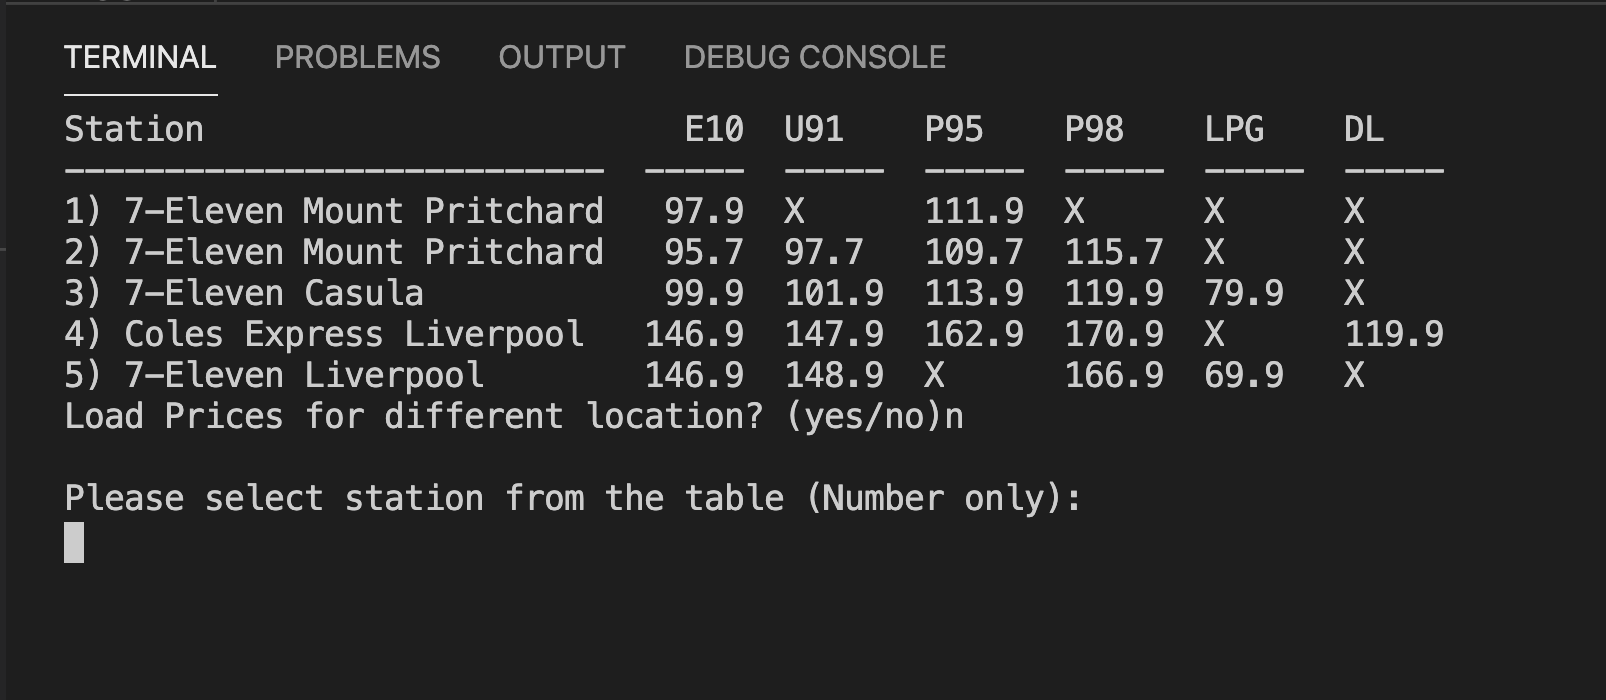 TERMINAL PROBLEMS OUTPUT DEBUG CONSOLE
Station                        E10  U91    P95    P98    LPG    DL
---------------------------  -----  -----  -----  -----  -----  -----
1) 7-Eleven Mount Pritchard   97.9  X      111.9  X      X      X
2) 7-Eleven Mount Pritchard   95.7  97.7   109.7  115.7  X      X
3) 7-Eleven Casula            99.9  101.9  113.9  119.9  79.9   X
4) Coles Express Liverpool   146.9  147.9  162.9  170.9  X      119.9
5) 7-Eleven Liverpool        146.9  148.9  X      166.9  69.9   X
Load Prices for different location? (yes/no)n
Please select station from the table (Number only):